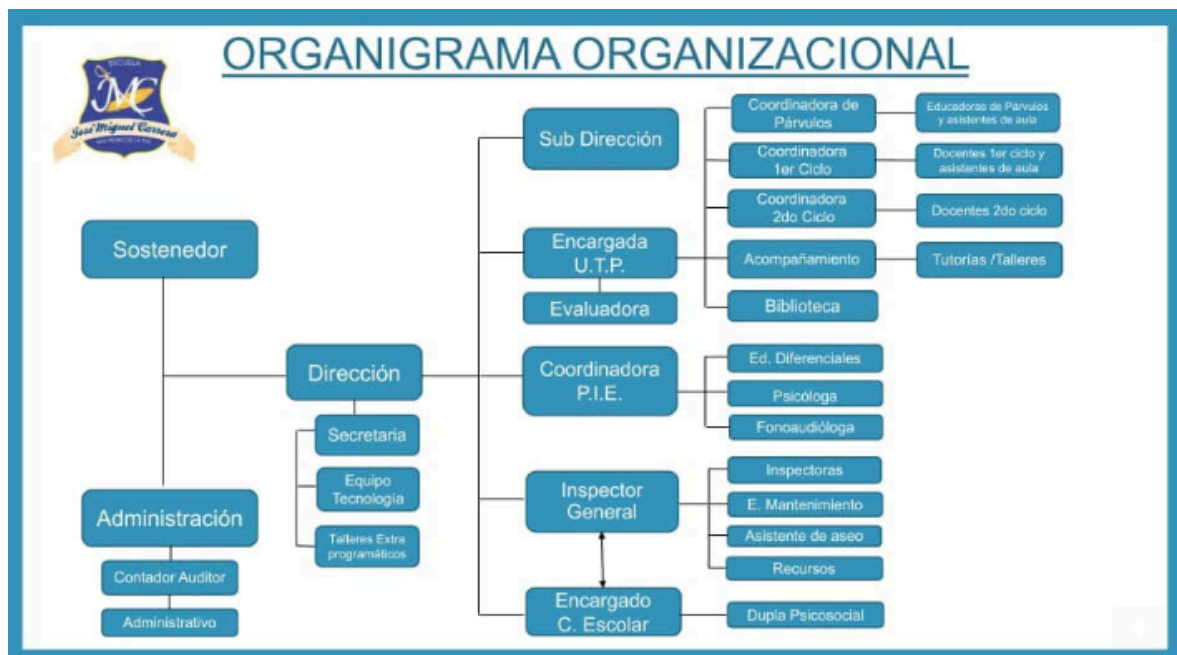 ORGANIGRAMA ORGANIZACIONAL
ESCUELA
JMC
José Miguel Carrera
Sostenedor
Administración
Contador Auditor
Administrativo
Dirección
Secretaria
Equipo
Tecnología
Talleres Extra
programáticos
Sub Dirección
Encargada
U.T.P.
Evaluadora
Coordinadora
P.I.E.
Inspector
General
Encargado
C. Escolar
Coordinadora de
Párvulos
Coordinadora
1er Ciclo
Coordinadora
2do Ciclo
Acompañamiento
Biblioteca
Ed. Diferenciales
Psicóloga
Fonoaudióloga
Inspectoras
E. Mantenimiento
Asistente de aseo
Recursos
Dupla Psicosocial
Educadoras de Párvulos
y asistentes de aula
Docentes 1er ciclo y
asistentes de aula
Docentes 2do ciclo
Tutorías /Talleres